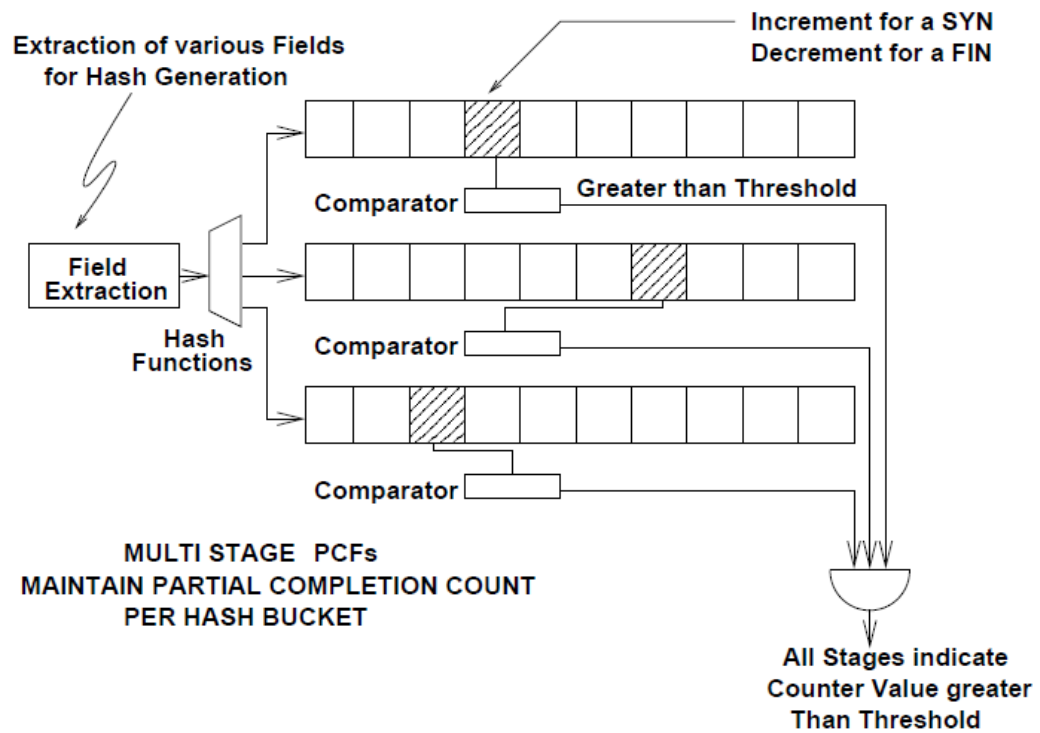 Extraction of various Fields
for Hash Generation
Increment for a SYN
Decrement for a FIN
Comparator
Greater than Threshold
Field
Extraction
Hash
Functions
Comparator
Comparator
MULTI STAGE PCFs
MAINTAIN PARTIAL COMPLETION COUNT
PER HASH BUCKET
All Stages indicate
Counter Value greater
Than Threshold